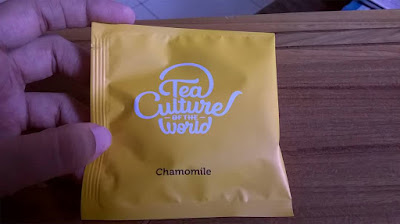 Tea
Culture
OF THE
World
Chamomile